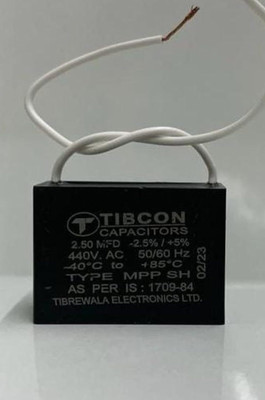 TIBCON
CAPACITORS
2.50 MFD -2.5% / +5%
440V. AC 50/60 Hz
-40°C to +85°C
TYPE MPP SH
AS PER IS : 1709-84
TIBREWALA ELECTRONICS LTD.
02/23